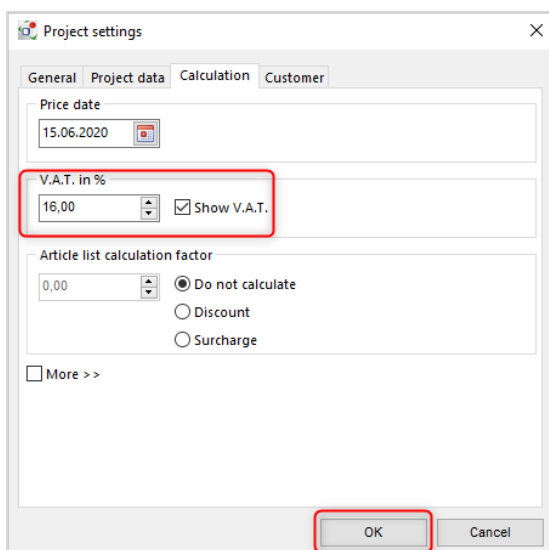 Project settings
General Project data Calculation Customer
Price date
15.06.2020
V.A.T. in %
16,00 Show V.A.T.
Article list calculation factor
0,00 Do not calculate
Discount
Surcharge
More >>
OK Cancel